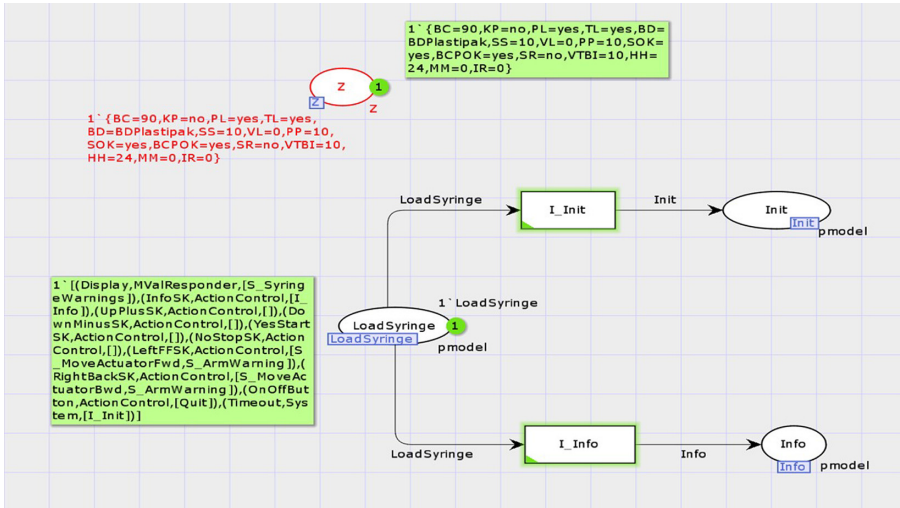 1`{BC=90,KP=no,PL=yes,TL=yes,BD=
BDPlastipak,SS=10,VL=0,PP=10,SOK=
yes,BCPOK=yes,SR=no,VTBI=10,HH=
24,MM=0,IR=0}
Z
1
Z
Z
1`{BC=90,KP=no,PL=yes,TL=yes,
BD=BDPlastipak,SS=10,VL=0,PP=10,
SOK=yes,BCPOK=yes,SR=no,VTBI=10,
HH=24,MM=0,IR=0}
LoadSyringe
I_Init
Init
Init
Init
pmodel
1`[(Display,MValResponder,[S_Syring
eWarnings]),(InfoSK,ActionControl,[I_
Info]),(UpPlusSK,ActionControl,[]),(Do
wnMinusSK,ActionControl,[]),(YesStart
SK,ActionControl,[]),(NoStopSK,Action
Control,[]),(LeftFFSK,ActionControl,[S
_MoveActuatorFwd,S_ArmWarning]),(
RightBackSK,ActionControl,[S_MoveAc
tuatorBwd,S_ArmWarning]),(OnOffBut
ton,ActionControl,[Quit]),(Timeout,Sys
tem,[I_Init])]
1`LoadSyringe
LoadSyringe
1
LoadSyringe
pmodel
LoadSyringe
I_Info
Info
Info
Info
pmodel